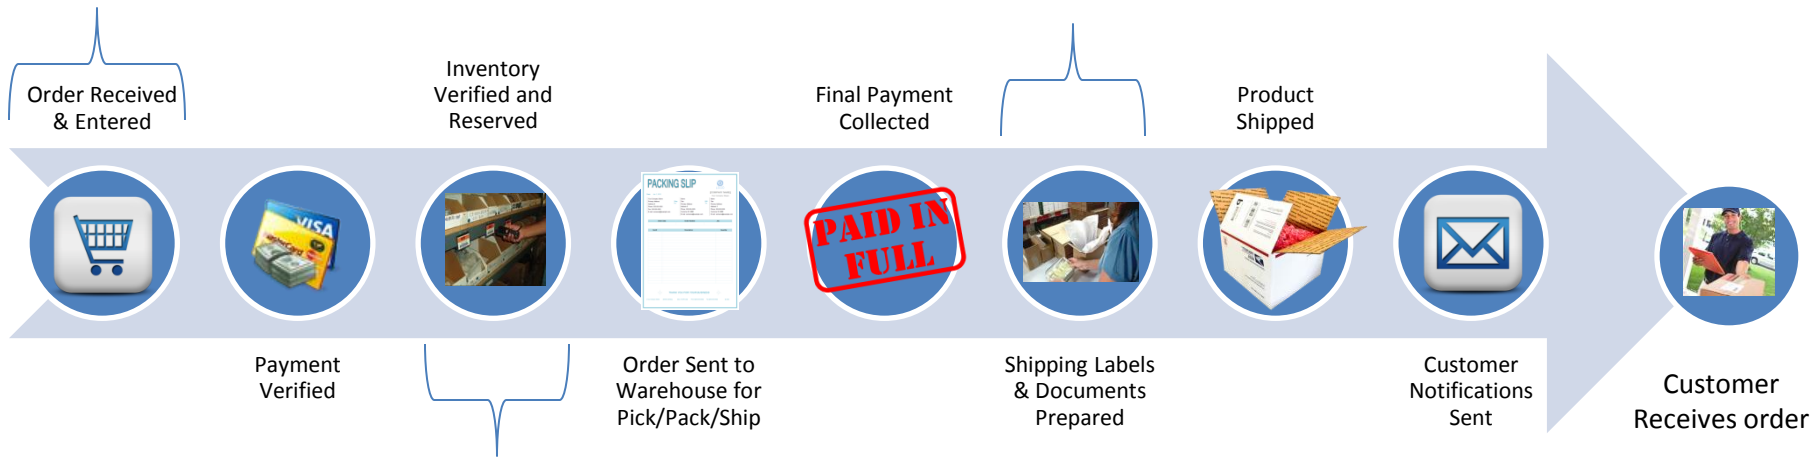 Order Received
& Entered
Payment
Verified
Inventory
Verified and
Reserved
Order Sent to
Warehouse for
Pick/Pack/Ship
Final Payment
Collected
Shipping Labels
& Documents
Prepared
Product
Shipped
Customer
Notifications
Sent
Customer
Receives order
VISA
PACKING SLIP
PAID IN
FULL